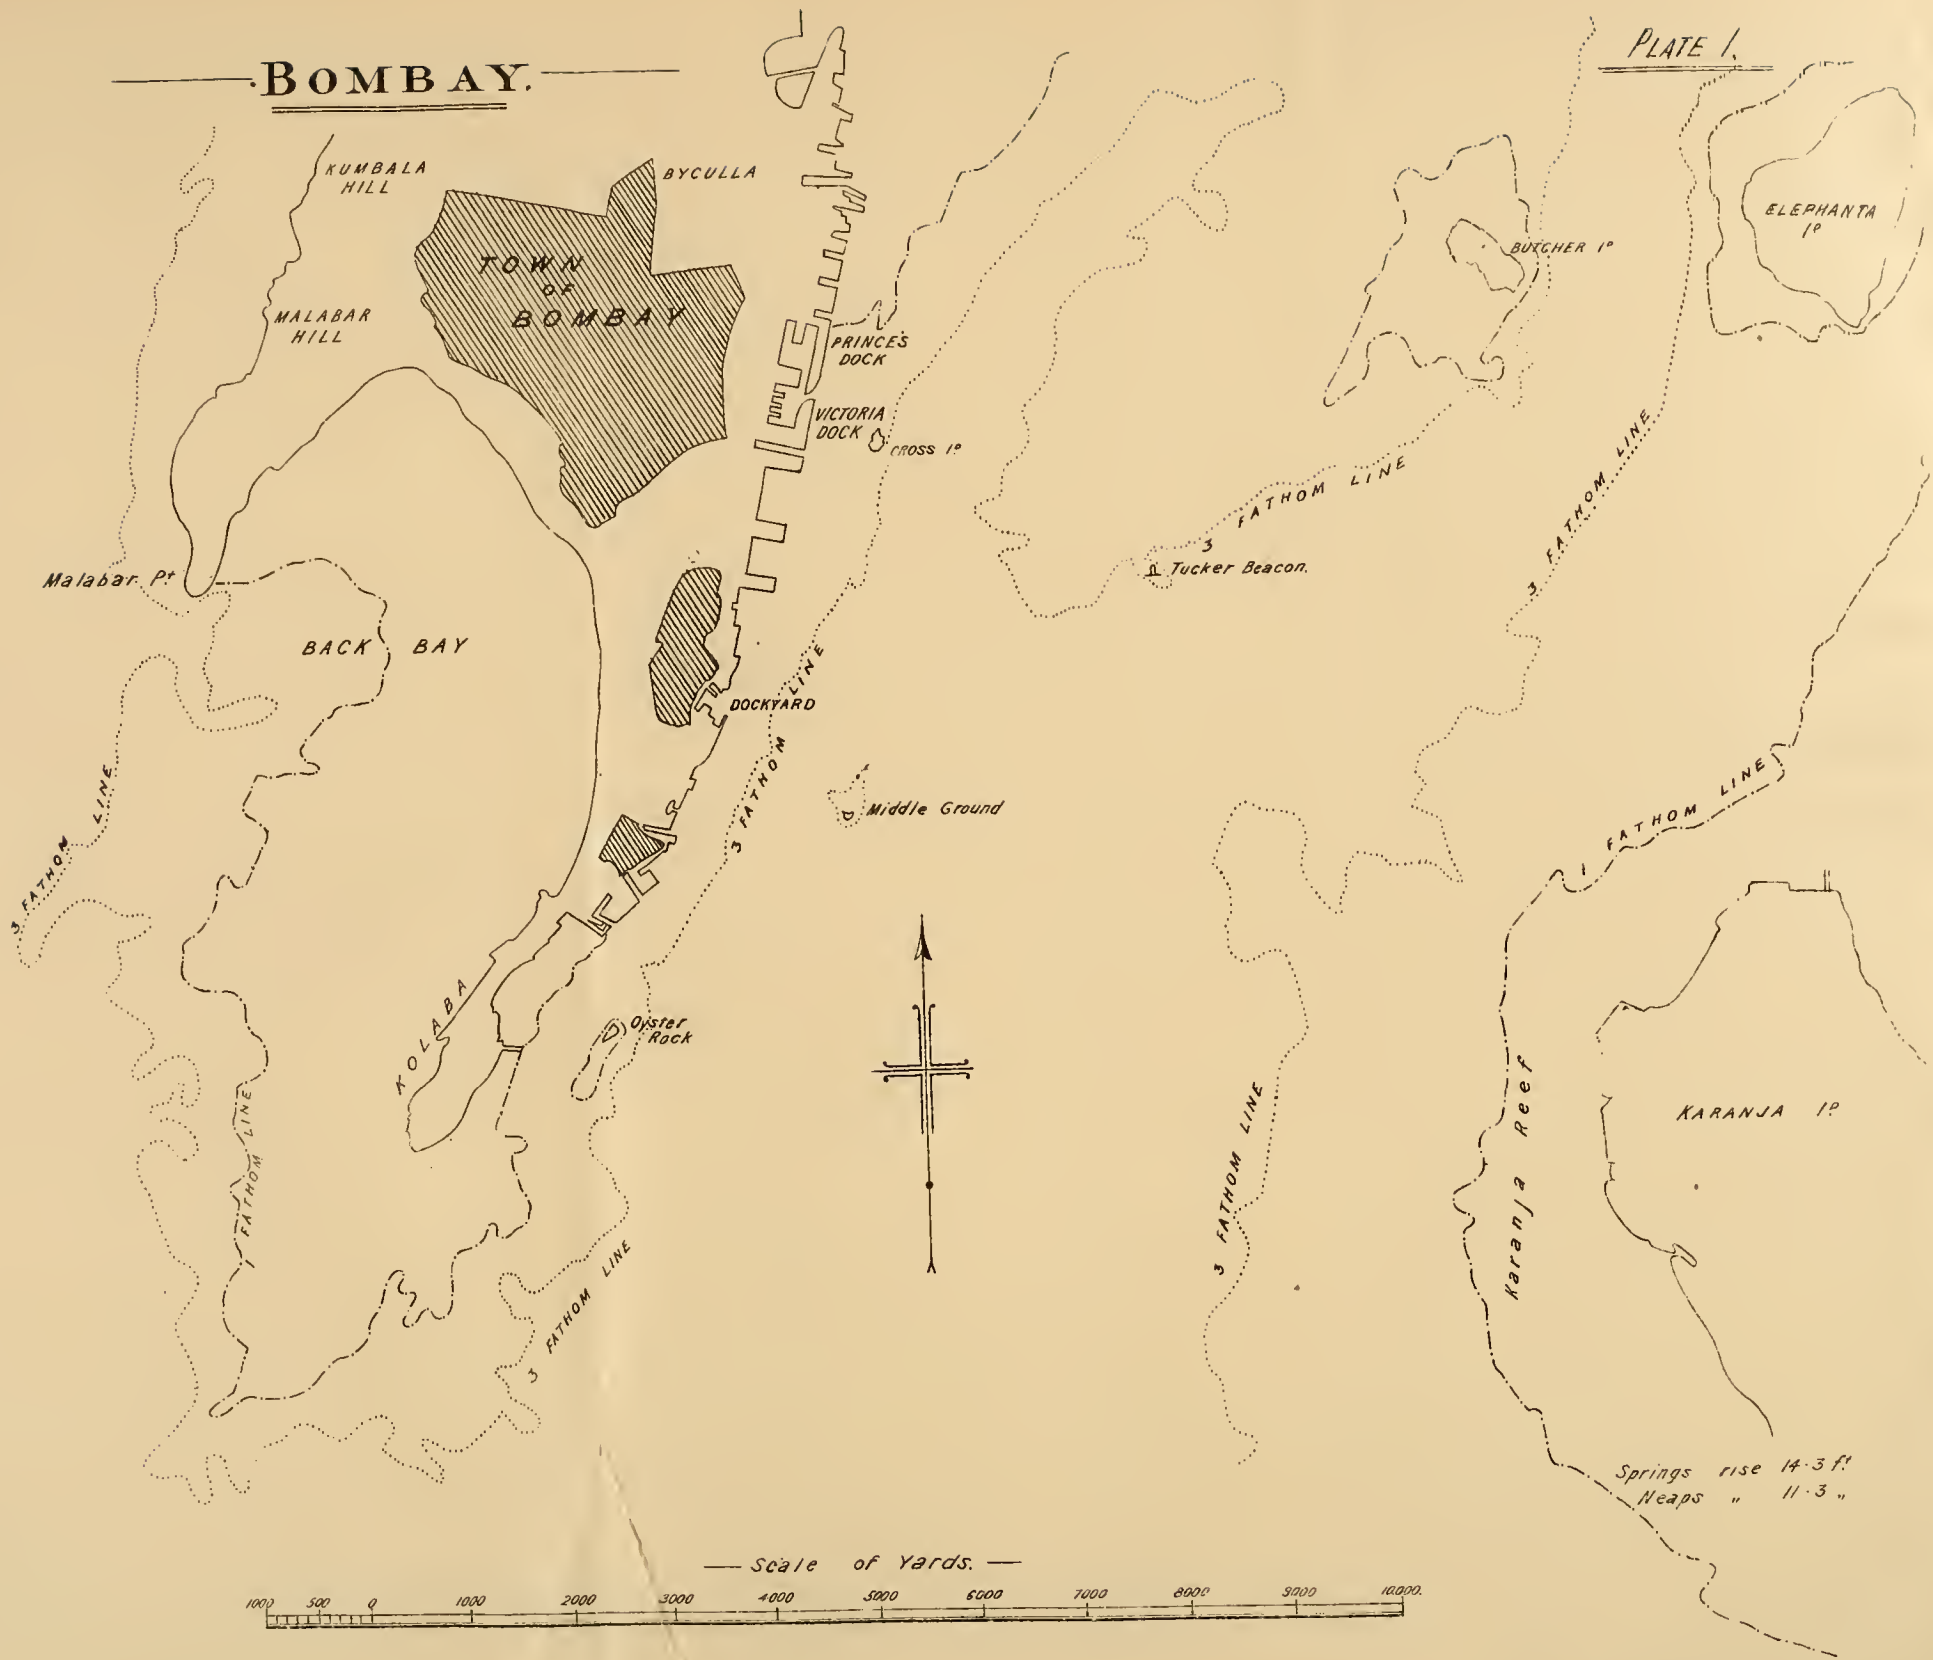 BOMBAY.
PLATE 1.
KUMBALA
HILL
BYCULLA
ELEPHANTA
Iᴰ
TOWN
OF
BOMBAY
BUTCHER Iᴰ
MALABAR
HILL
PRINCE'S
DOCK
VICTORIA
DOCK
CROSS Iᴰ
3 FATHOM LINE
3 FATHOM LINE
Malabar Pt
Tucker Beacon.
BACK BAY
3 FATHOM LINE
DOCKYARD
3 FATHOM LINE
Middle Ground
1 FATHOM LINE
KOLABA
Oyster
Rock
1 FATHOM LINE
3 FATHOM LINE
Karanja Reef
KARANJA Iᴰ
3 FATHOM LINE
Springs rise 14·3 ft
Neaps „ 11·3 „
Scale of Yards.
1000 500 0 1000 2000 3000 4000 5000 6000 7000 8000 9000 10,000.